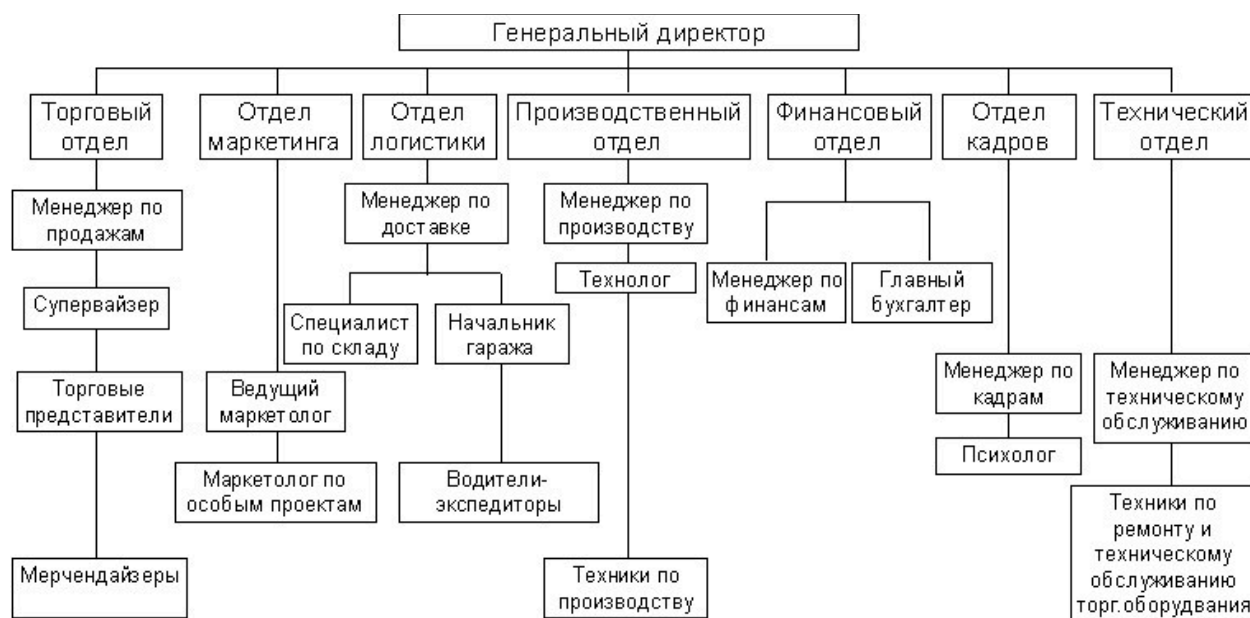 Генеральный директор
Торговый
отдел
Отдел
маркетинга
Отдел
логистики
Производственный
отдел
Финансовый
отдел
Отдел
кадров
Технический
отдел
Менеджер по
продажам
Менеджер по
доставке
Менеджер по
производству
Технолог
Менеджер по
финансам
Главный
бухгалтер
Супервайзер
Специалист
по складу
Начальник
гаража
Торговые
представители
Ведущий
маркетолог
Менеджер по
кадрам
Менеджер по
техническому
обслуживанию
Психолог
Маркетолог по
особым проектам
Водители-
экспедиторы
Техники по
ремонту и
техническому
обслуживанию
торг.оборудвания
Мерчендайзеры
Техники по
производству